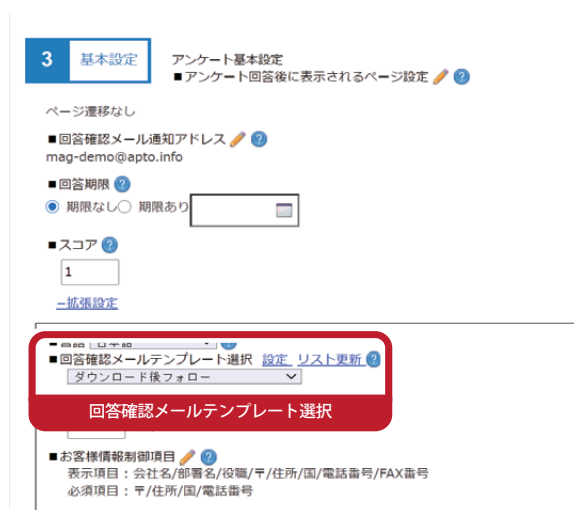 3 基本設定 アンケート基本設定
■アンケート回答後に表示されるページ設定
ページ遷移なし
■回答確認メール通知アドレス
mag-demo@apto.info
■回答期限
期限なし 期限あり
■スコア
1
−拡張設定
■言語 日本語
■回答確認メールテンプレート選択 設定 リスト更新
ダウンロード後フォロー
回答確認メールテンプレート選択
■お客様情報制御項目
表示項目：会社名/部署名/役職/〒/住所/国/電話番号/FAX番号
必須項目：〒/住所/国/電話番号